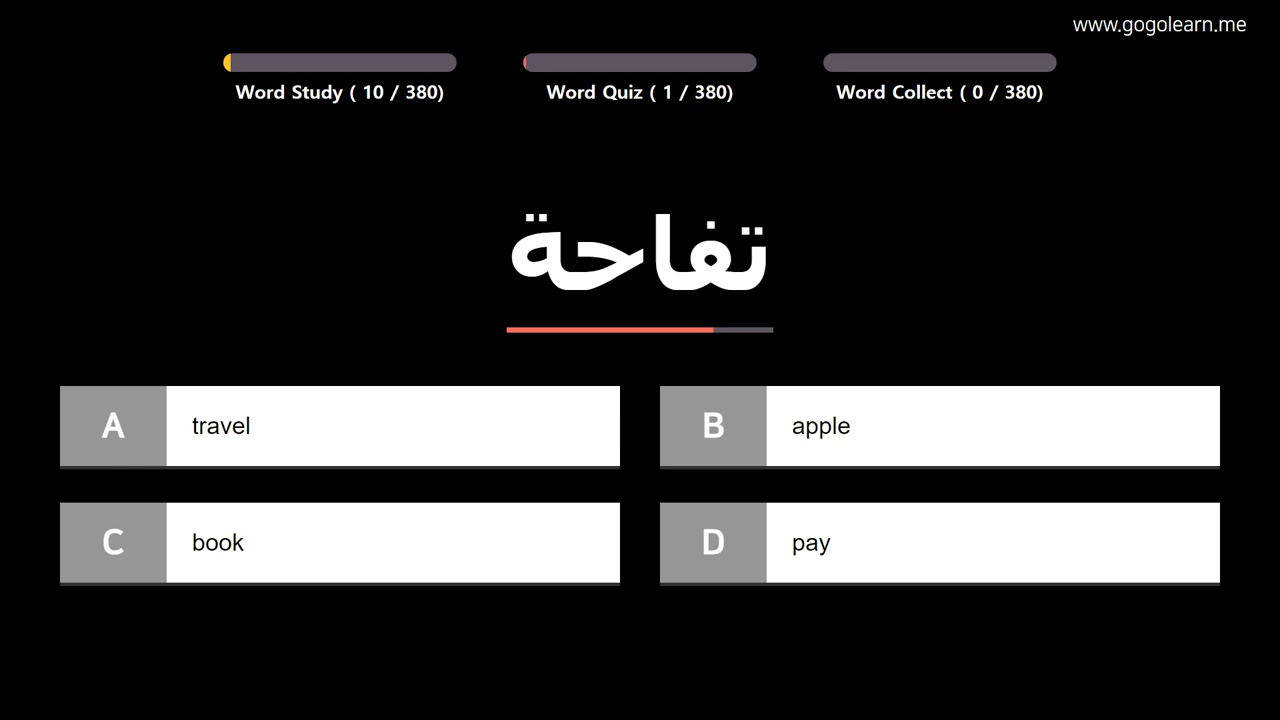 www.gogolearn.me
Word Study ( 10 / 380)
Word Quiz ( 1 / 380)
Word Collect ( 0 / 380)
تفاحة
A travel
B apple
C book
D pay